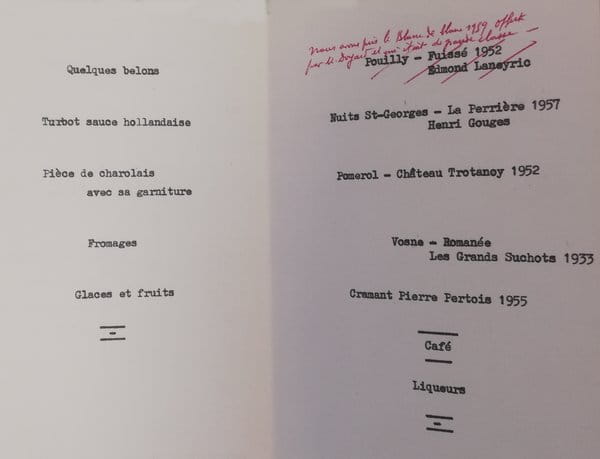 Quelques belons
Turbot sauce hollandaise
Pièce de charolais
avec sa garniture
Fromages
Glaces et fruits
nous avons pris le Blanc de blanc 1959 offert
par M. Doyard et qui était de grande classe
Pouilly - Fuissé 1952
Edmond Laneyrie
Nuits St-Georges - La Perrière 1957
Henri Gouges
Pomerol - Château Trotanoy 1952
Vosne - Romanée
Les Grands Suchots 1933
Cramant Pierre Pertois 1955
Café
Liqueurs